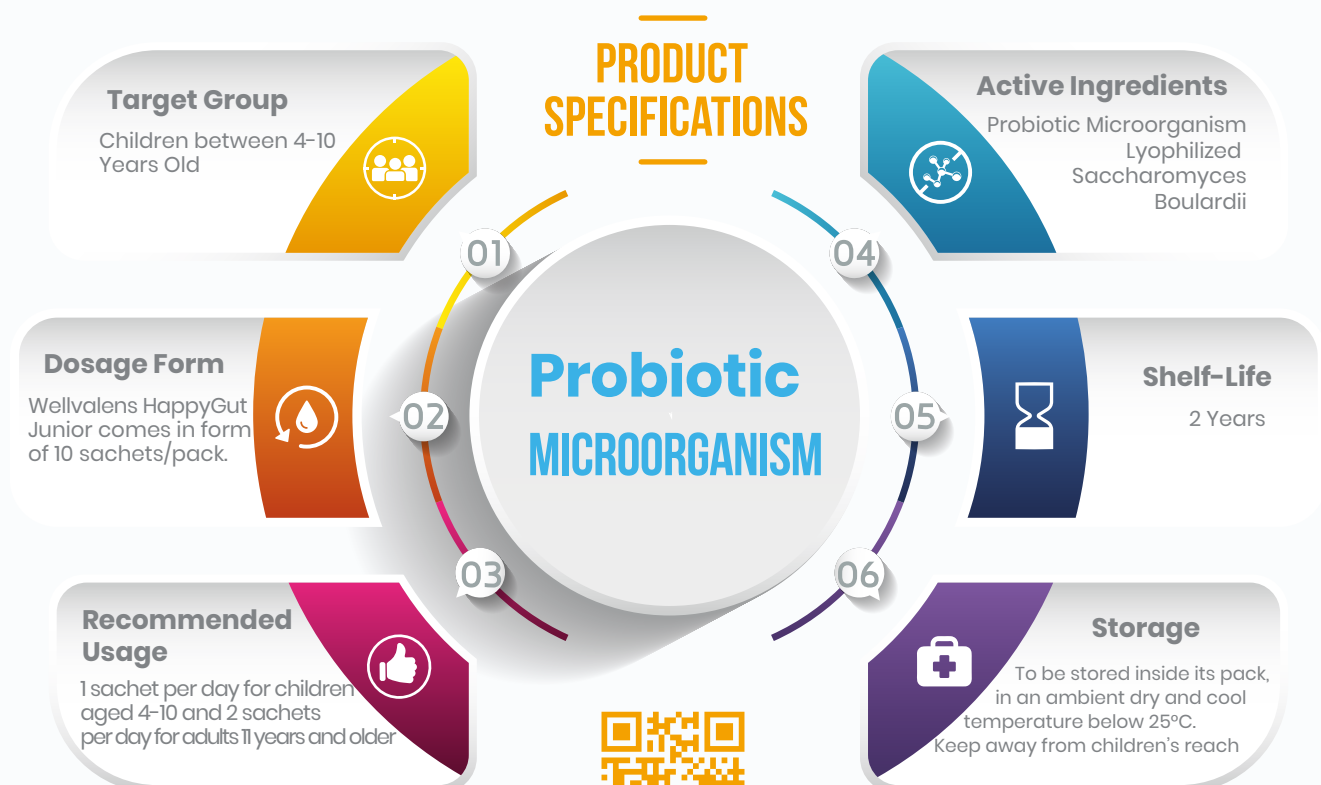 PRODUCT
SPECIFICATIONS
Target Group
Children between 4-10
Years Old
01
Dosage Form
Wellvalens HappyGut
Junior comes in form
of 10 sachets/pack.
02
Recommended
Usage
1 sachet per day for children
aged 4-10 and 2 sachets
per day for adults 11 years and older
03
Probiotic
MICROORGANISM
Active Ingredients
Probiotic Microorganism
Lyophilized
Saccharomyces
Boulardii
04
Shelf-Life
2 Years
05
Storage
To be stored inside its pack,
in an ambient dry and cool
temperature below 25ºC.
Keep away from children's reach
06